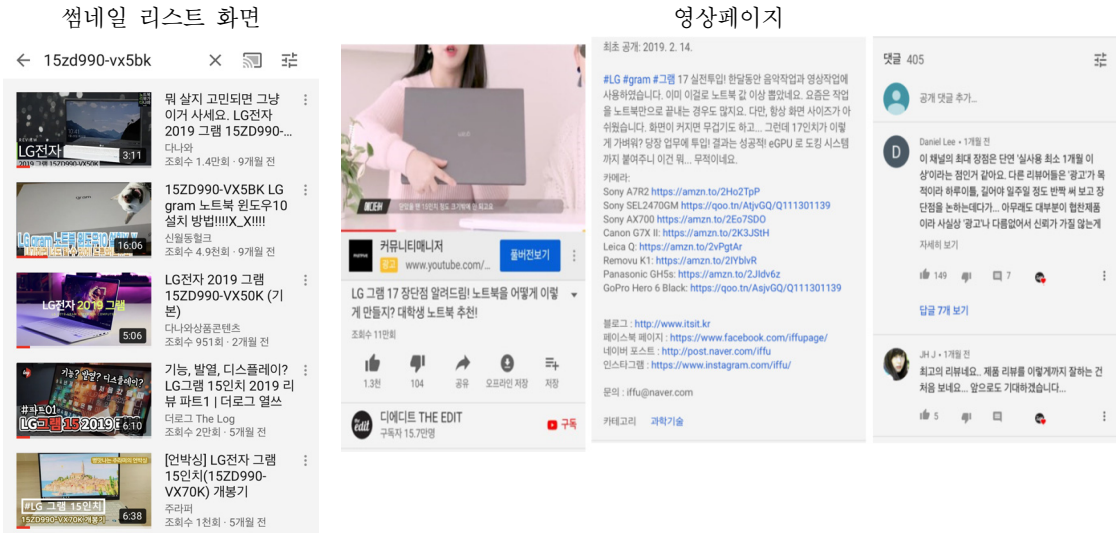 썸네일 리스트 화면
영상페이지
15zd990-vx5bk
LG전자
3:11
2019 그램 15ZD990-VX50K
뭐 살지 고민되면 그냥
이거 사세요. LG전자
2019 그램 15ZD990-...
다나와
조회수 1.4만회 · 9개월 전
16:06
15ZD990-VX5BK LG
gram 노트북 윈도우10
설치 방법!!!!X_X!!!!
신월동헐크
조회수 4.9천회 · 9개월 전
LG전자 2019 그램
5:06
LG전자 2019 그램
15ZD990-VX50K (기
본)
다나와상품콘텐츠
조회수 951회 · 2개월 전
기능? 발열? 디스플레이?
#파트01
LG그램 15 2019
6:10
기능, 발열, 디스플레이?
LG그램 15인치 2019 리
뷰 파트1 | 더로그 열쓰
더로그 The Log
조회수 2만회 · 5개월 전
#LG 그램 15인치
15ZD990-VX70K 개봉기
6:38
[언박싱] LG전자 그램
15인치(15ZD990-
VX70K) 개봉기
주라퍼
조회수 1천회 · 5개월 전
커뮤니티매니저
광고 www.youtube.com/...
풀버전보기
LG 그램 17 장단점 알려드림! 노트북을 어떻게 이렇
게 만들지? 대학생 노트북 추천!
조회수 11만회
1.3천
104
공유
오프라인 저장
저장
the edit
디에디트 THE EDIT
구독자 15.7만명
구독
최초 공개: 2019. 2. 14.
#LG #gram #그램 17 실전투입! 한달동안 음악작업과 영상작업에
사용하였습니다. 이미 이걸로 노트북 값 이상 뽑았네요. 요즘은 작업
을 노트북만으로 끝내는 경우도 많지요. 다만, 항상 화면 사이즈가 아
쉬웠습니다. 화면이 커지면 무겁기도 하고... 그런데 17인치가 이렇
게 가벼워? 당장 업무에 투입! 결과는 성공적! eGPU 로 도킹 시스템
까지 붙여주니 이건 뭐... 무적이네요.
카메라:
Sony A7R2 https://amzn.to/2Ho2TpP
Sony SEL2470GM https://qoo.tn/AtjvGQ/Q111301139
Sony AX700 https://amzn.to/2Eo7SDO
Canon G7X II: https://amzn.to/2K3JStH
Leica Q: https://amzn.to/2vPgtAr
Removu K1: https://amzn.to/2IYblvR
Panasonic GH5s: https://amzn.to/2JIdv6z
GoPro Hero 6 Black: https://qoo.tn/AsjvGQ/Q111301139
블로그 : http://www.itsit.kr
페이스북 페이지 : https://www.facebook.com/iffupage/
네이버 포스트 : http://post.naver.com/iffu
인스타그램 : https://www.instagram.com/iffu/
문의 : iffu@naver.com
카테고리 과학기술
댓글 405
공개 댓글 추가...
D
Daniel Lee • 1개월 전
이 채널의 최대 장점은 단연 '실사용 최소 1개월 이
상'이라는 점인거 같아요. 다른 리뷰어들은 '광고'가 목
적이라 하루이틀, 길어야 일주일 정도 반짝 써 보고 장
단점을 논하는데다가... 아무래도 대부분이 협찬제품
이라 사실상 '광고'나 다름없어서 신뢰가 가질 않는게
자세히 보기
149
7
답글 7개 보기
JH J • 1개월 전
최고의 리뷰네요.. 제품 리뷰를 이렇게까지 잘하는 건
처음 보네요... 앞으로도 기대하겠습니다...
5